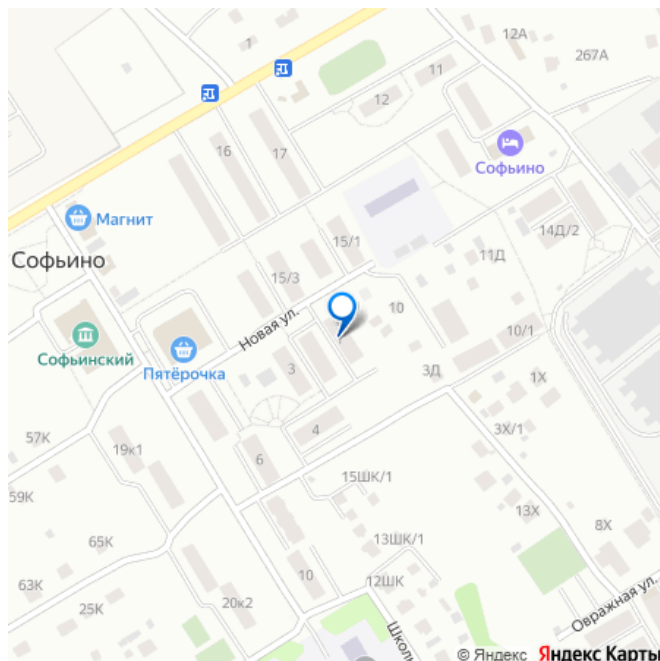 1
12А
267А
11
12
16
17
Софьино
Магнит
15/1
14Д/2
Софьино
15/3
11Д
10
Новая ул.
10/1
Софьинский
Пятёрочка
3
3Д
1Х
57К
4
3Х/1
19к1
6
15ШК/1
59К
13Х
65К
13ШК/1
8Х
63К
10
12ШК
25К
20к2
Овражная ул.
Школ
© Яндекс Яндекс Карты